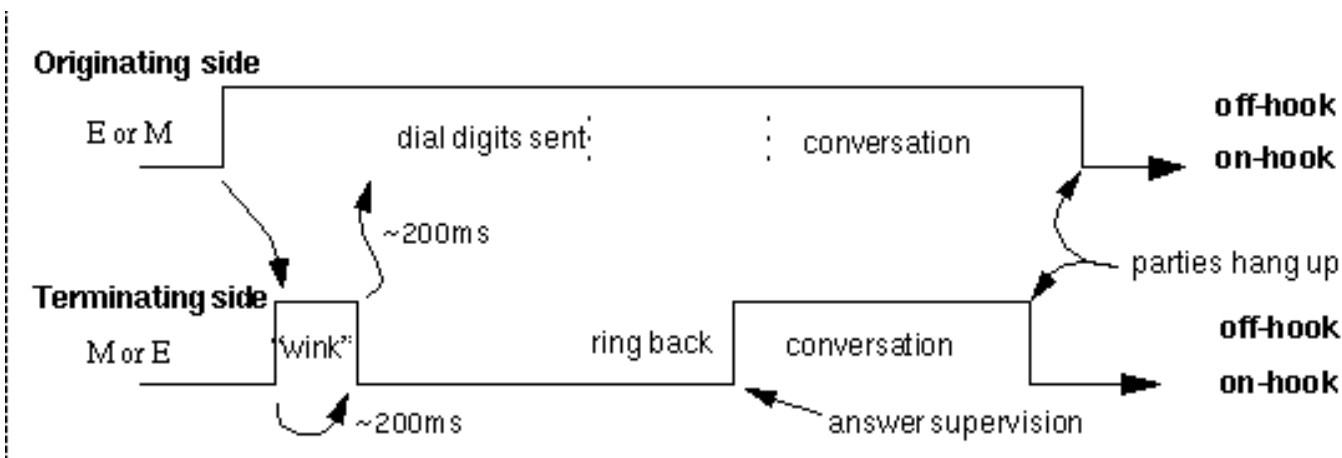 Originating side
off-hook
E or M
dial digits sent
conversation
on-hook
~200ms
parties hang up
Terminating side
off-hook
M or E
"wink"
ring back
conversation
on-hook
~200ms
answer supervision